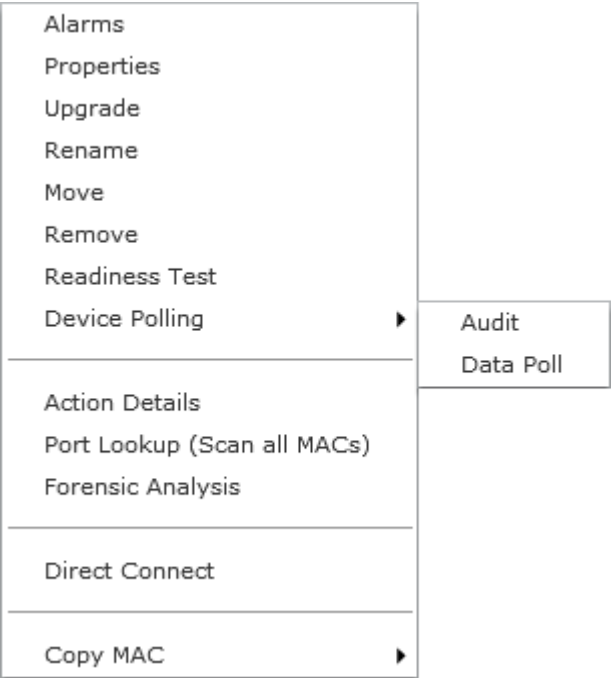 Alarms
Properties
Upgrade
Rename
Move
Remove
Readiness Test
Device Polling
Audit
Data Poll
Action Details
Port Lookup (Scan all MACs)
Forensic Analysis
Direct Connect
Copy MAC